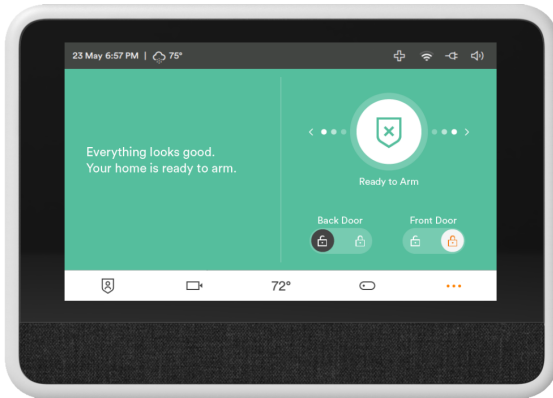 23 May 6:57 PM | 75°
Everything looks good.
Your home is ready to arm.
Ready to Arm
Back Door
Front Door
72°